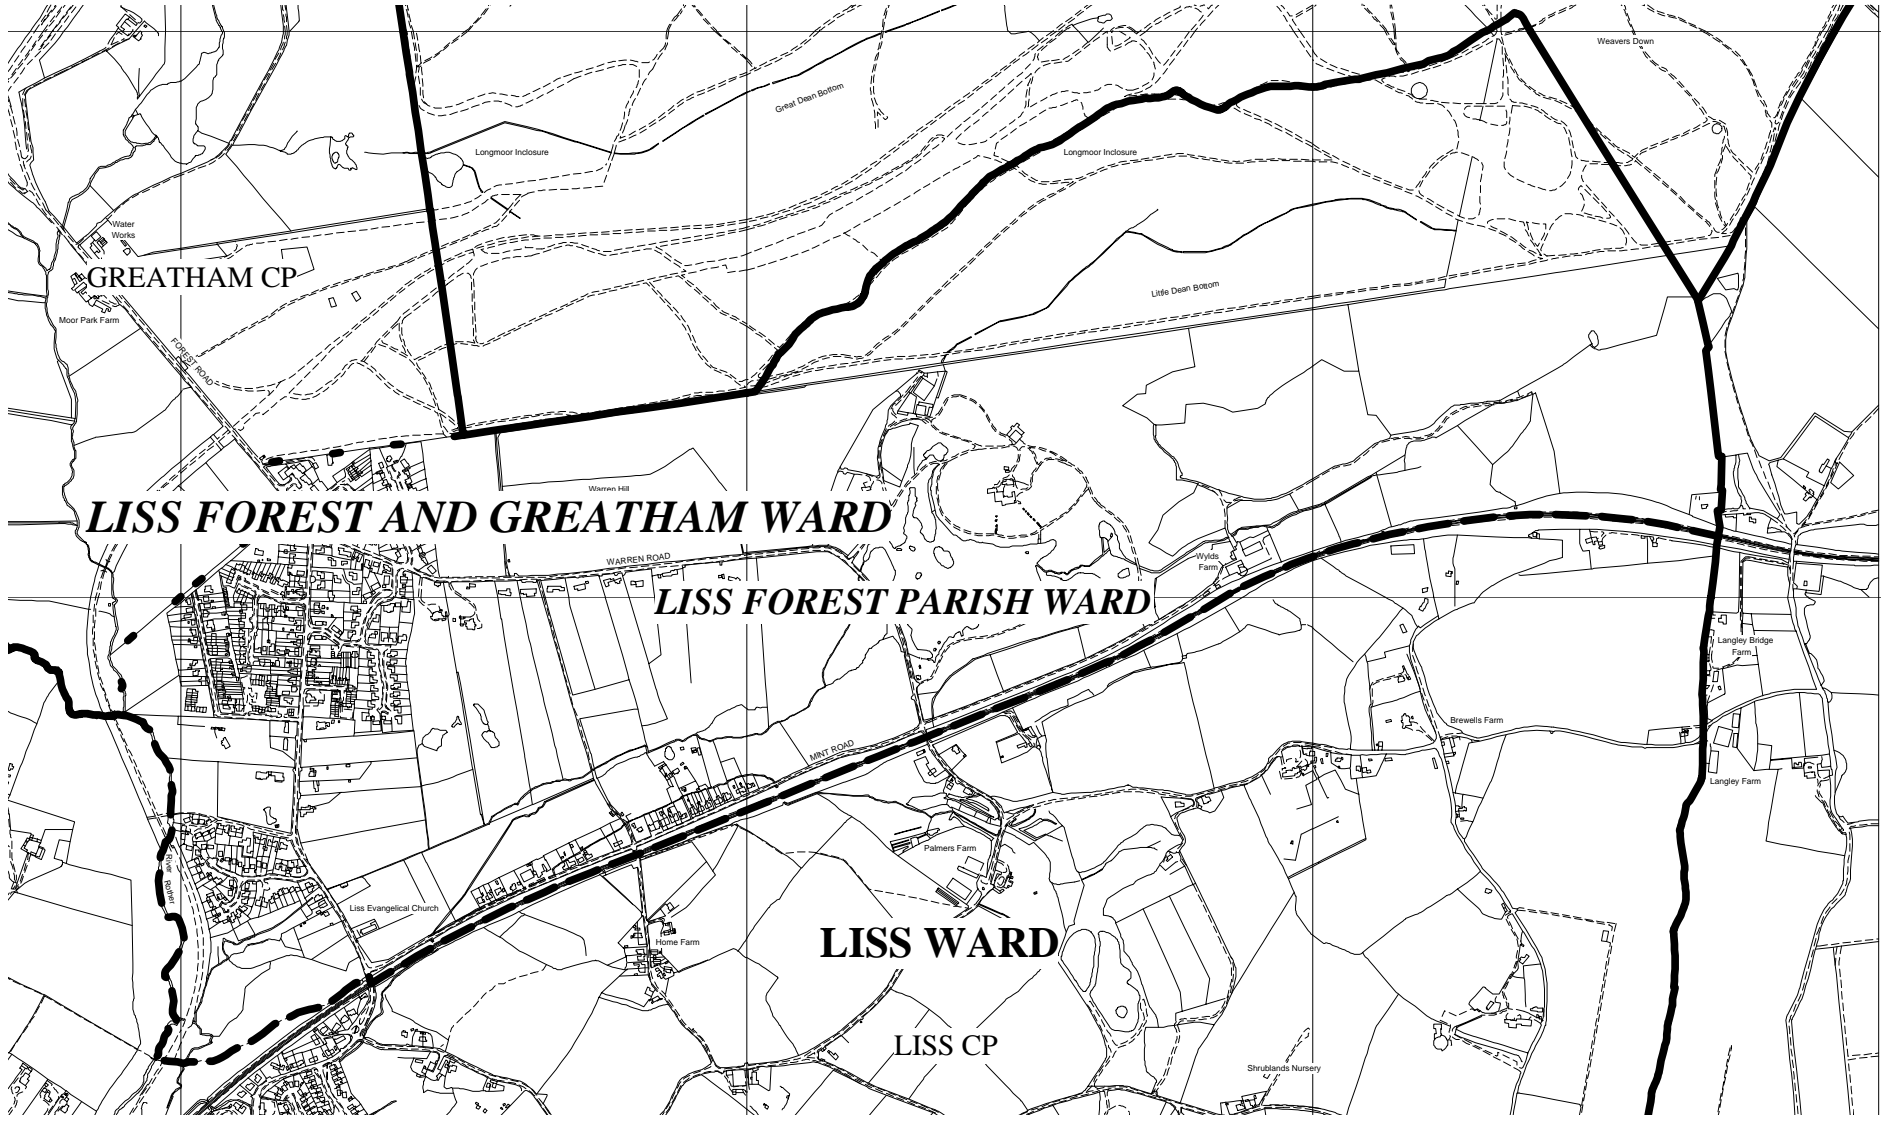 Weavers Down
Great Dean Bottom
Longmoor Inclosure
Longmoor Inclosure
Water
Works
GREATHAM CP
Little Dean Bottom
Moor Park Farm
FOREST ROAD
Warren Hill
LISS FOREST AND GREATHAM WARD
WARREN ROAD
Wylds
Farm
LISS FOREST PARISH WARD
Langley Bridge
Farm
Brewells Farm
MINT ROAD
Langley Farm
Palmers Farm
River Rother
Liss Evangelical Church
Home Farm
LISS WARD
LISS CP
Shrublands Nursery